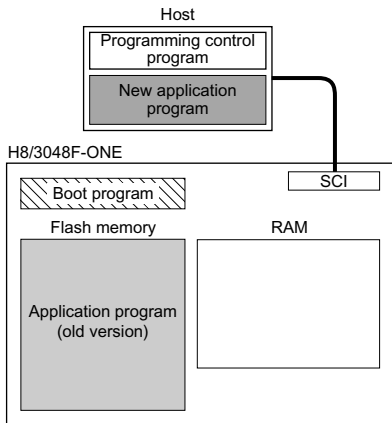 Host
Programming control
program
New application
program
H8/3048F-ONE
SCI
Boot program
Flash memory
RAM
Application program
(old version)